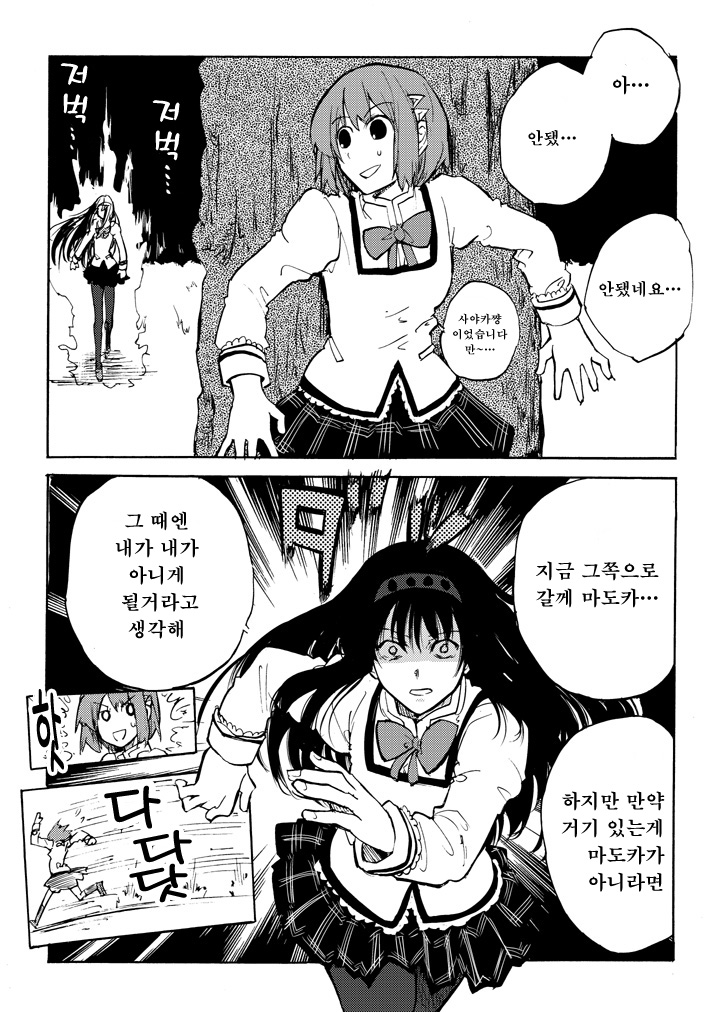 아…
안됐…
안됐네요…
사야카쨩
이었습니다
만~…
저벅…
저벅…
지금 그쪽으로
갈께 마도카…
하지만 만약
거기 있는게
마도카가
아니라면
그 때엔
내가 내가
아니게
될거라고
생각해
핫
다
다
닷